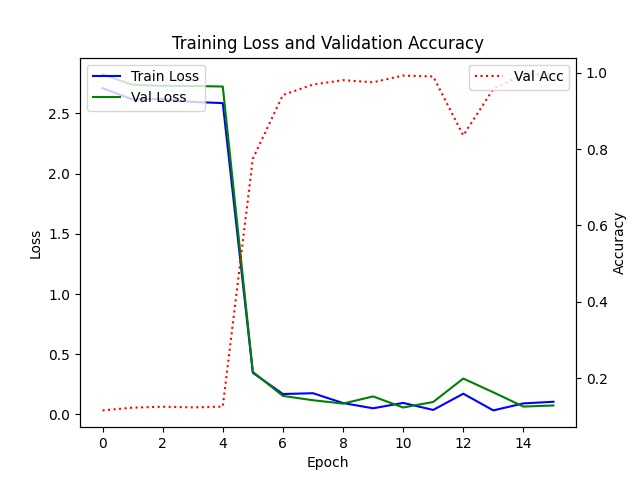 Training Loss and Validation Accuracy
Train Loss
Val Loss
Val Acc
2.5
2.0
1.5
1.0
0.5
0.0
Loss
1.0
0.8
0.6
0.4
0.2
Accuracy
0 2 4 6 8 10 12 14
Epoch